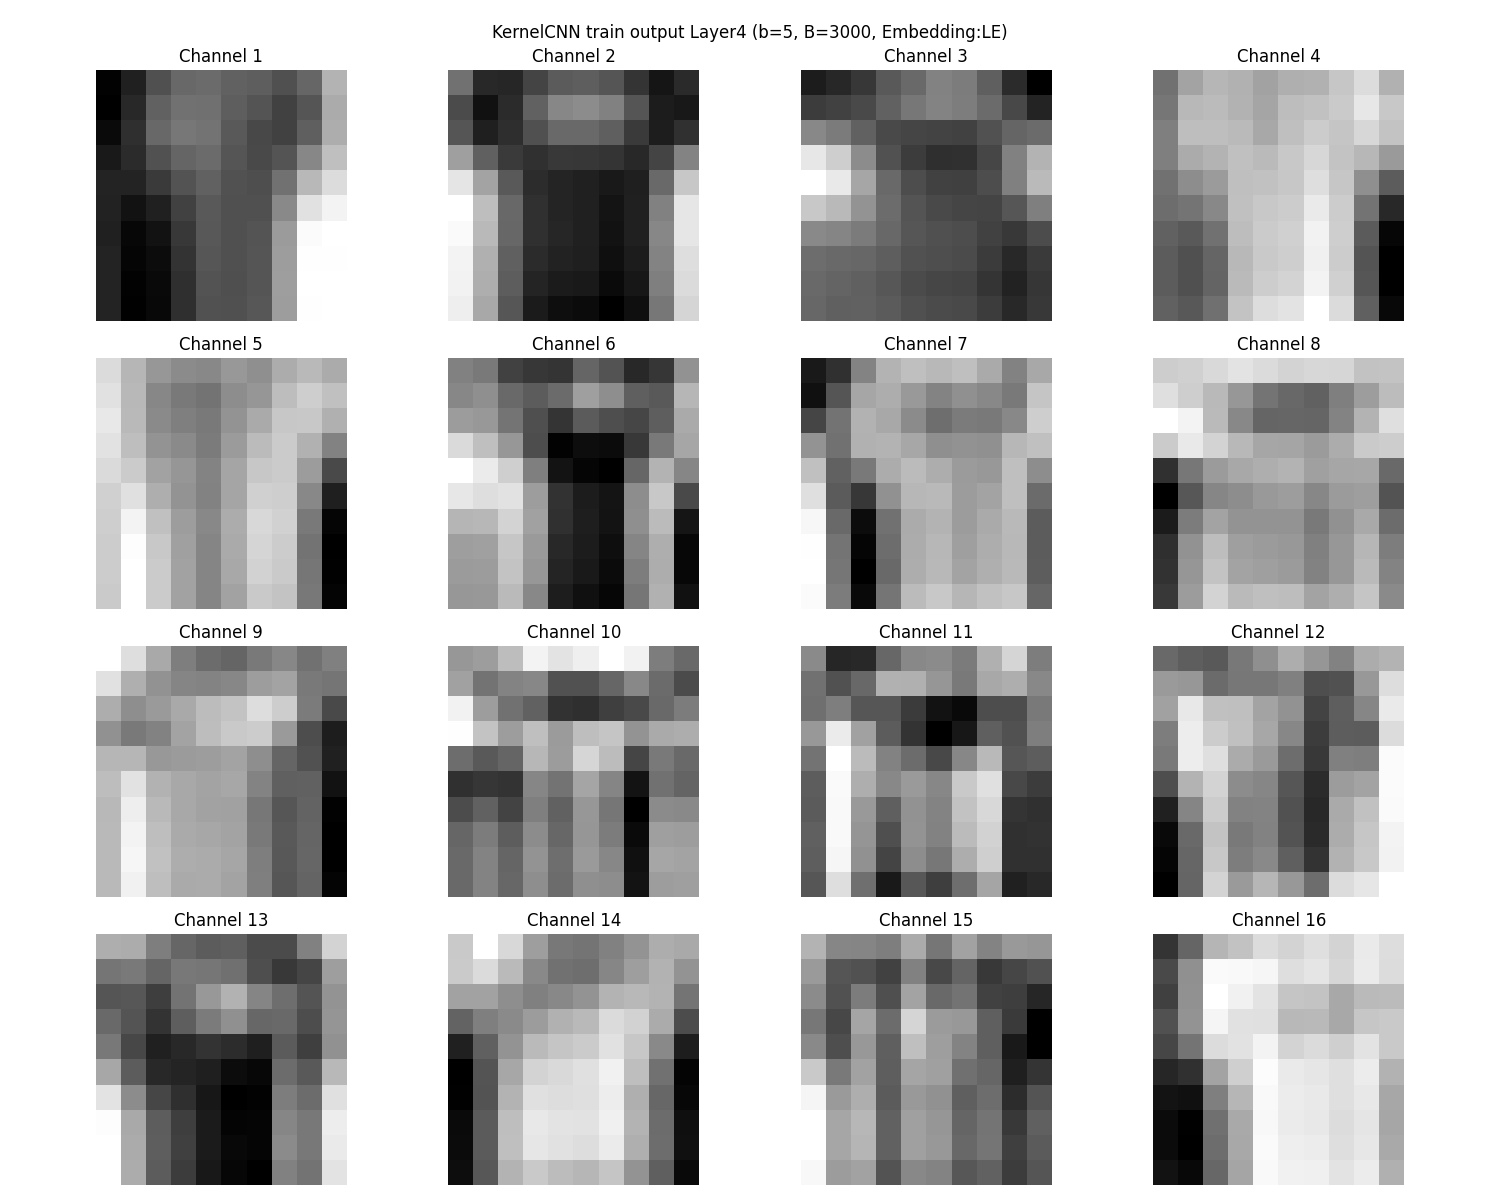 KernelCNN train output Layer4 (b=5, B=3000, Embedding:LE)
Channel 1
Channel 2
Channel 3
Channel 4
Channel 5
Channel 6
Channel 7
Channel 8
Channel 9
Channel 10
Channel 11
Channel 12
Channel 13
Channel 14
Channel 15
Channel 16